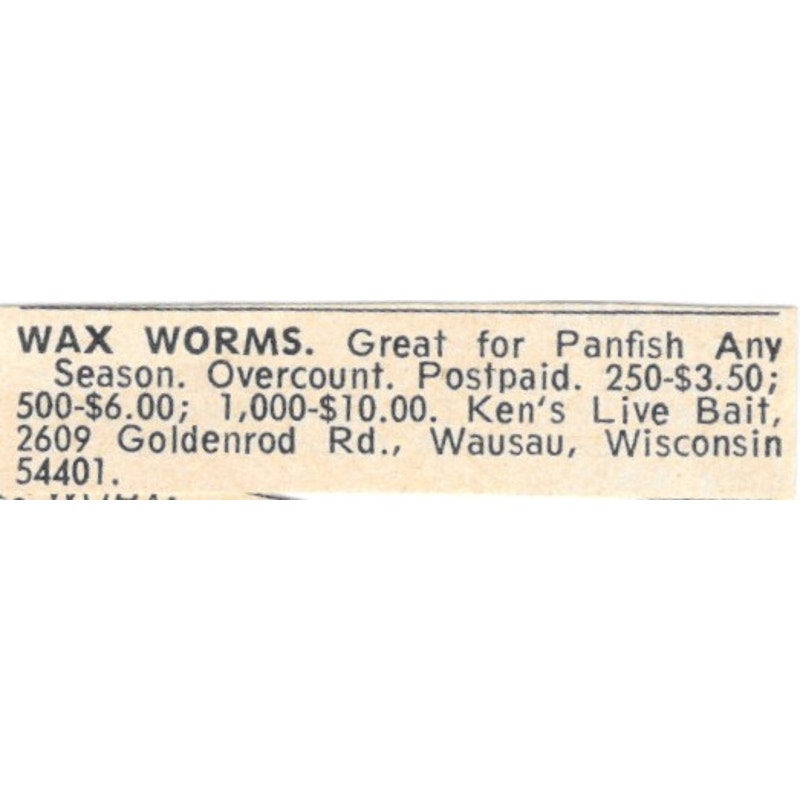 WAX WORMS. Great for Panfish Any
Season. Overcount. Postpaid. 250-$3.50;
500-$6.00; 1,000-$10.00. Ken's Live Bait,
2609 Goldenrod Rd., Wausau, Wisconsin
54401.